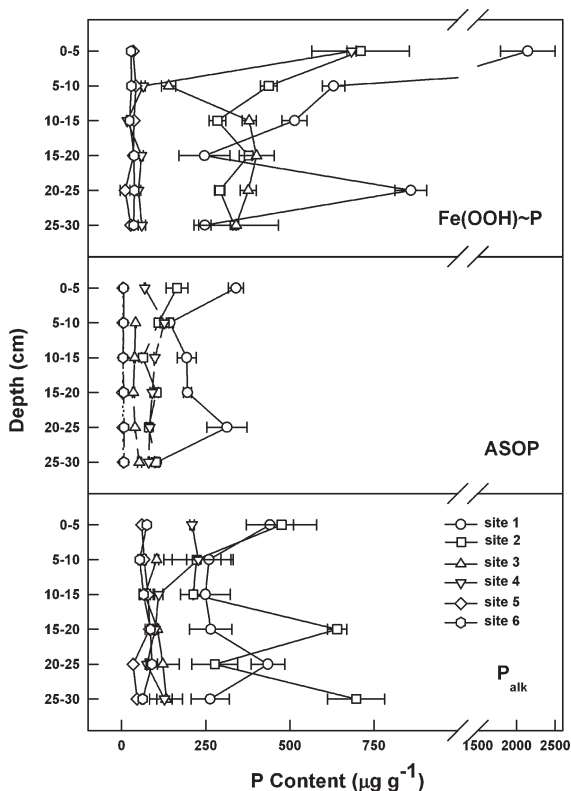 0-5
5-10
10-15
15-20
20-25
25-30
Fe(OOH)~P
0-5
5-10
10-15
15-20
20-25
25-30
ASOP
Depth (cm)
0-5
5-10
10-15
15-20
20-25
25-30
site 1
site 2
site 3
site 4
site 5
site 6
Palk
0 250 500 750 1500 2000 2500
P Content (µg g-1)